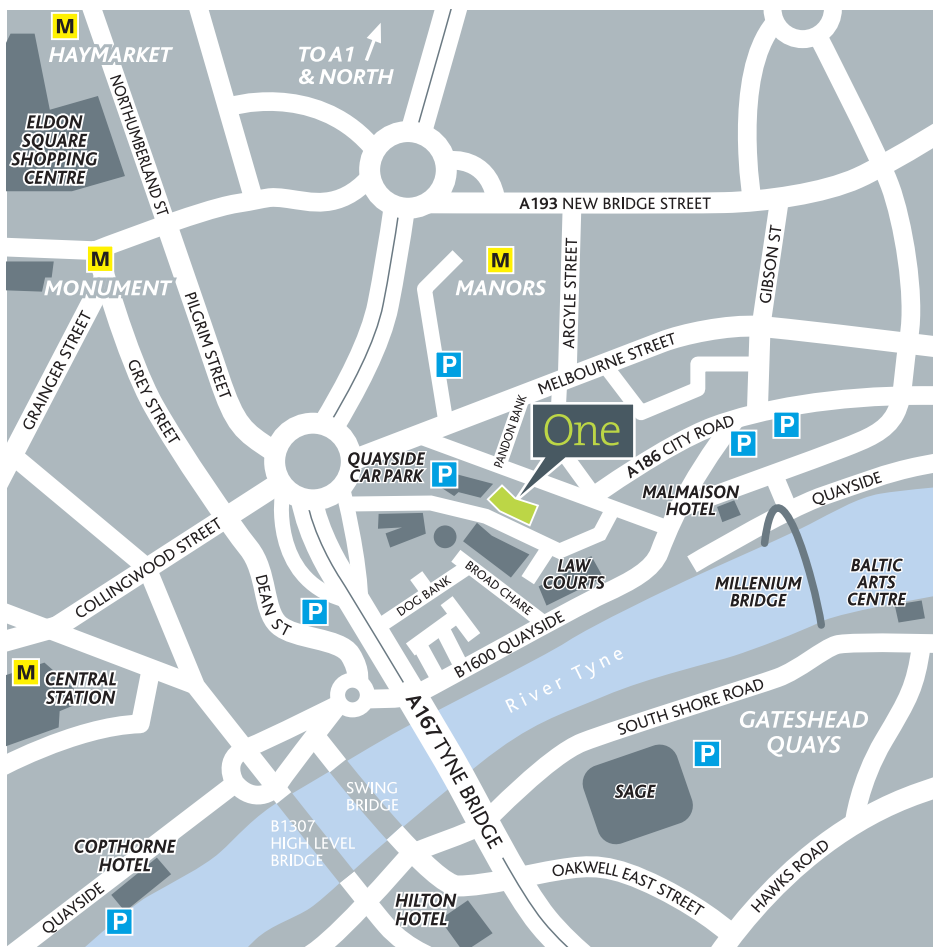 M
HAYMARKET
TO A1
& NORTH
NORTHUMBERLAND ST
ELDON
SQUARE
SHOPPING
CENTRE
A193 NEW BRIDGE STREET
M
MONUMENT
M
MANORS
ARGYLE STREET
GIBSON ST
PILGRIM STREET
GRAINGER STREET
GREY STREET
P
MELBOURNE STREET
PANDON BANK
One
A186 CITY ROAD
P
P
QUAYSIDE
CAR PARK
P
MALMAISON
HOTEL
QUAYSIDE
COLLINGWOOD STREET
DEAN ST
P
DOG BANK
BROAD CHARE
LAW
COURTS
MILLENIUM
BRIDGE
BALTIC
ARTS
CENTRE
B1600 QUAYSIDE
River Tyne
M
CENTRAL
STATION
A167 TYNE BRIDGE
SOUTH SHORE ROAD
GATESHEAD
QUAYS
P
SAGE
SWING
BRIDGE
B1307
HIGH LEVEL
BRIDGE
COPTHORNE
HOTEL
QUAYSIDE
P
HILTON
HOTEL
OAKWELL EAST STREET
HAWKS ROAD